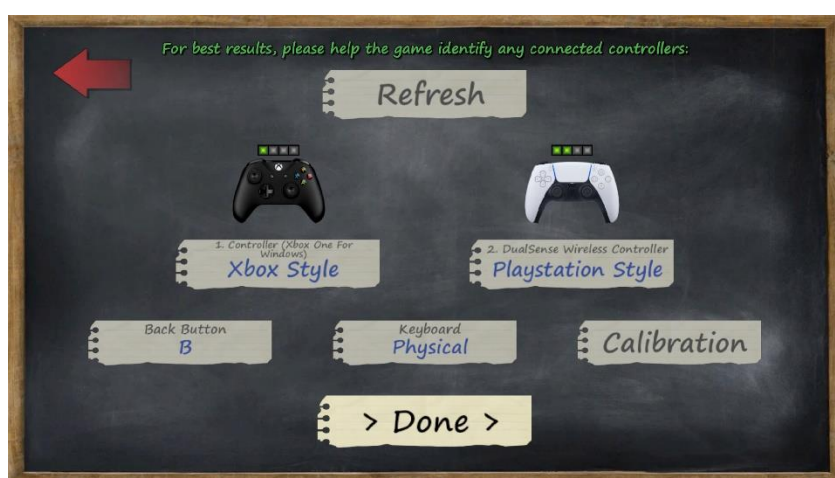 For best results, please help the game identify any connected controllers:
Refresh
1. Controller (Xbox One For
Windows)
Xbox Style
2. DualSense Wireless Controller
Playstation Style
Back Button
B
Keyboard
Physical
Calibration
> Done >